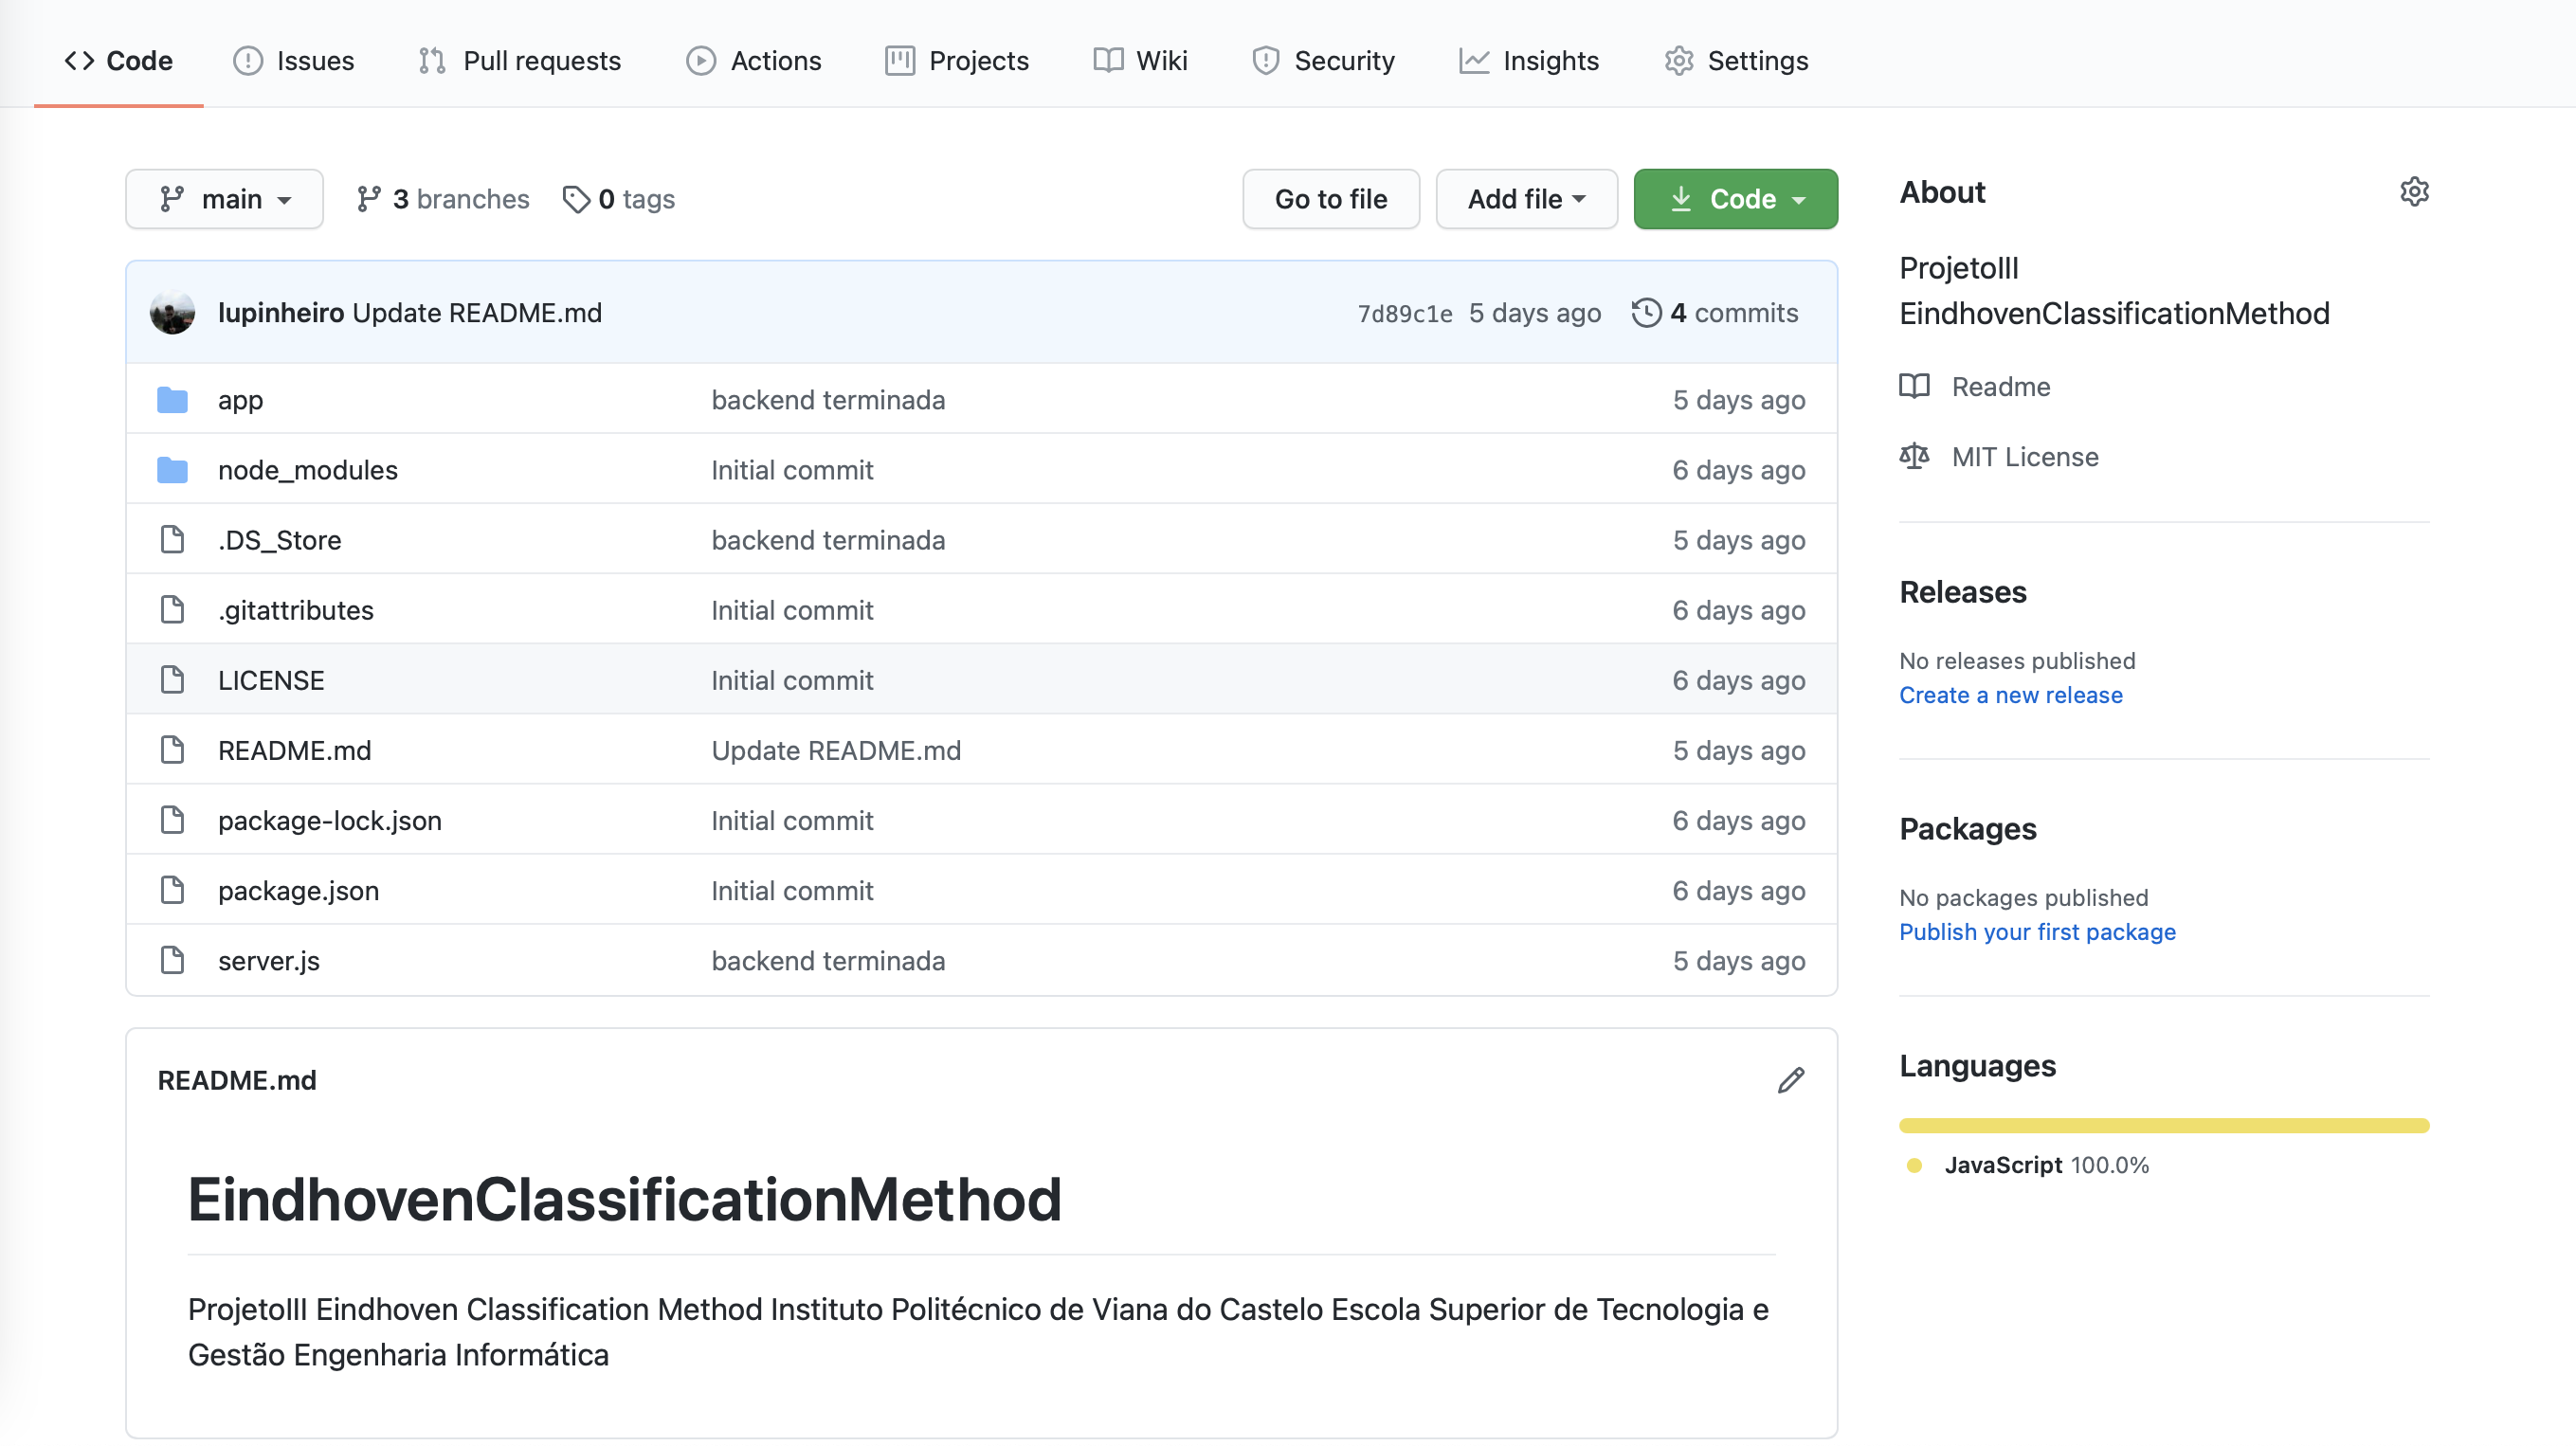 Code Issues Pull requests Actions Projects Wiki Security Insights Settings
main 3 branches 0 tags Go to file Add file Code
lupinheiro Update README.md 7d89c1e 5 days ago 4 commits
app backend terminada 5 days ago
node_modules Initial commit 6 days ago
.DS_Store backend terminada 5 days ago
.gitattributes Initial commit 6 days ago
LICENSE Initial commit 6 days ago
README.md Update README.md 5 days ago
package-lock.json Initial commit 6 days ago
package.json Initial commit 6 days ago
server.js backend terminada 5 days ago
README.md
EindhovenClassificationMethod
ProjetoIII Eindhoven Classification Method Instituto Politécnico de Viana do Castelo Escola Superior de Tecnologia e
Gestão Engenharia Informática
About
ProjetoIII
EindhovenClassificationMethod
Readme
MIT License
Releases
No releases published
Create a new release
Packages
No packages published
Publish your first package
Languages
JavaScript 100.0%